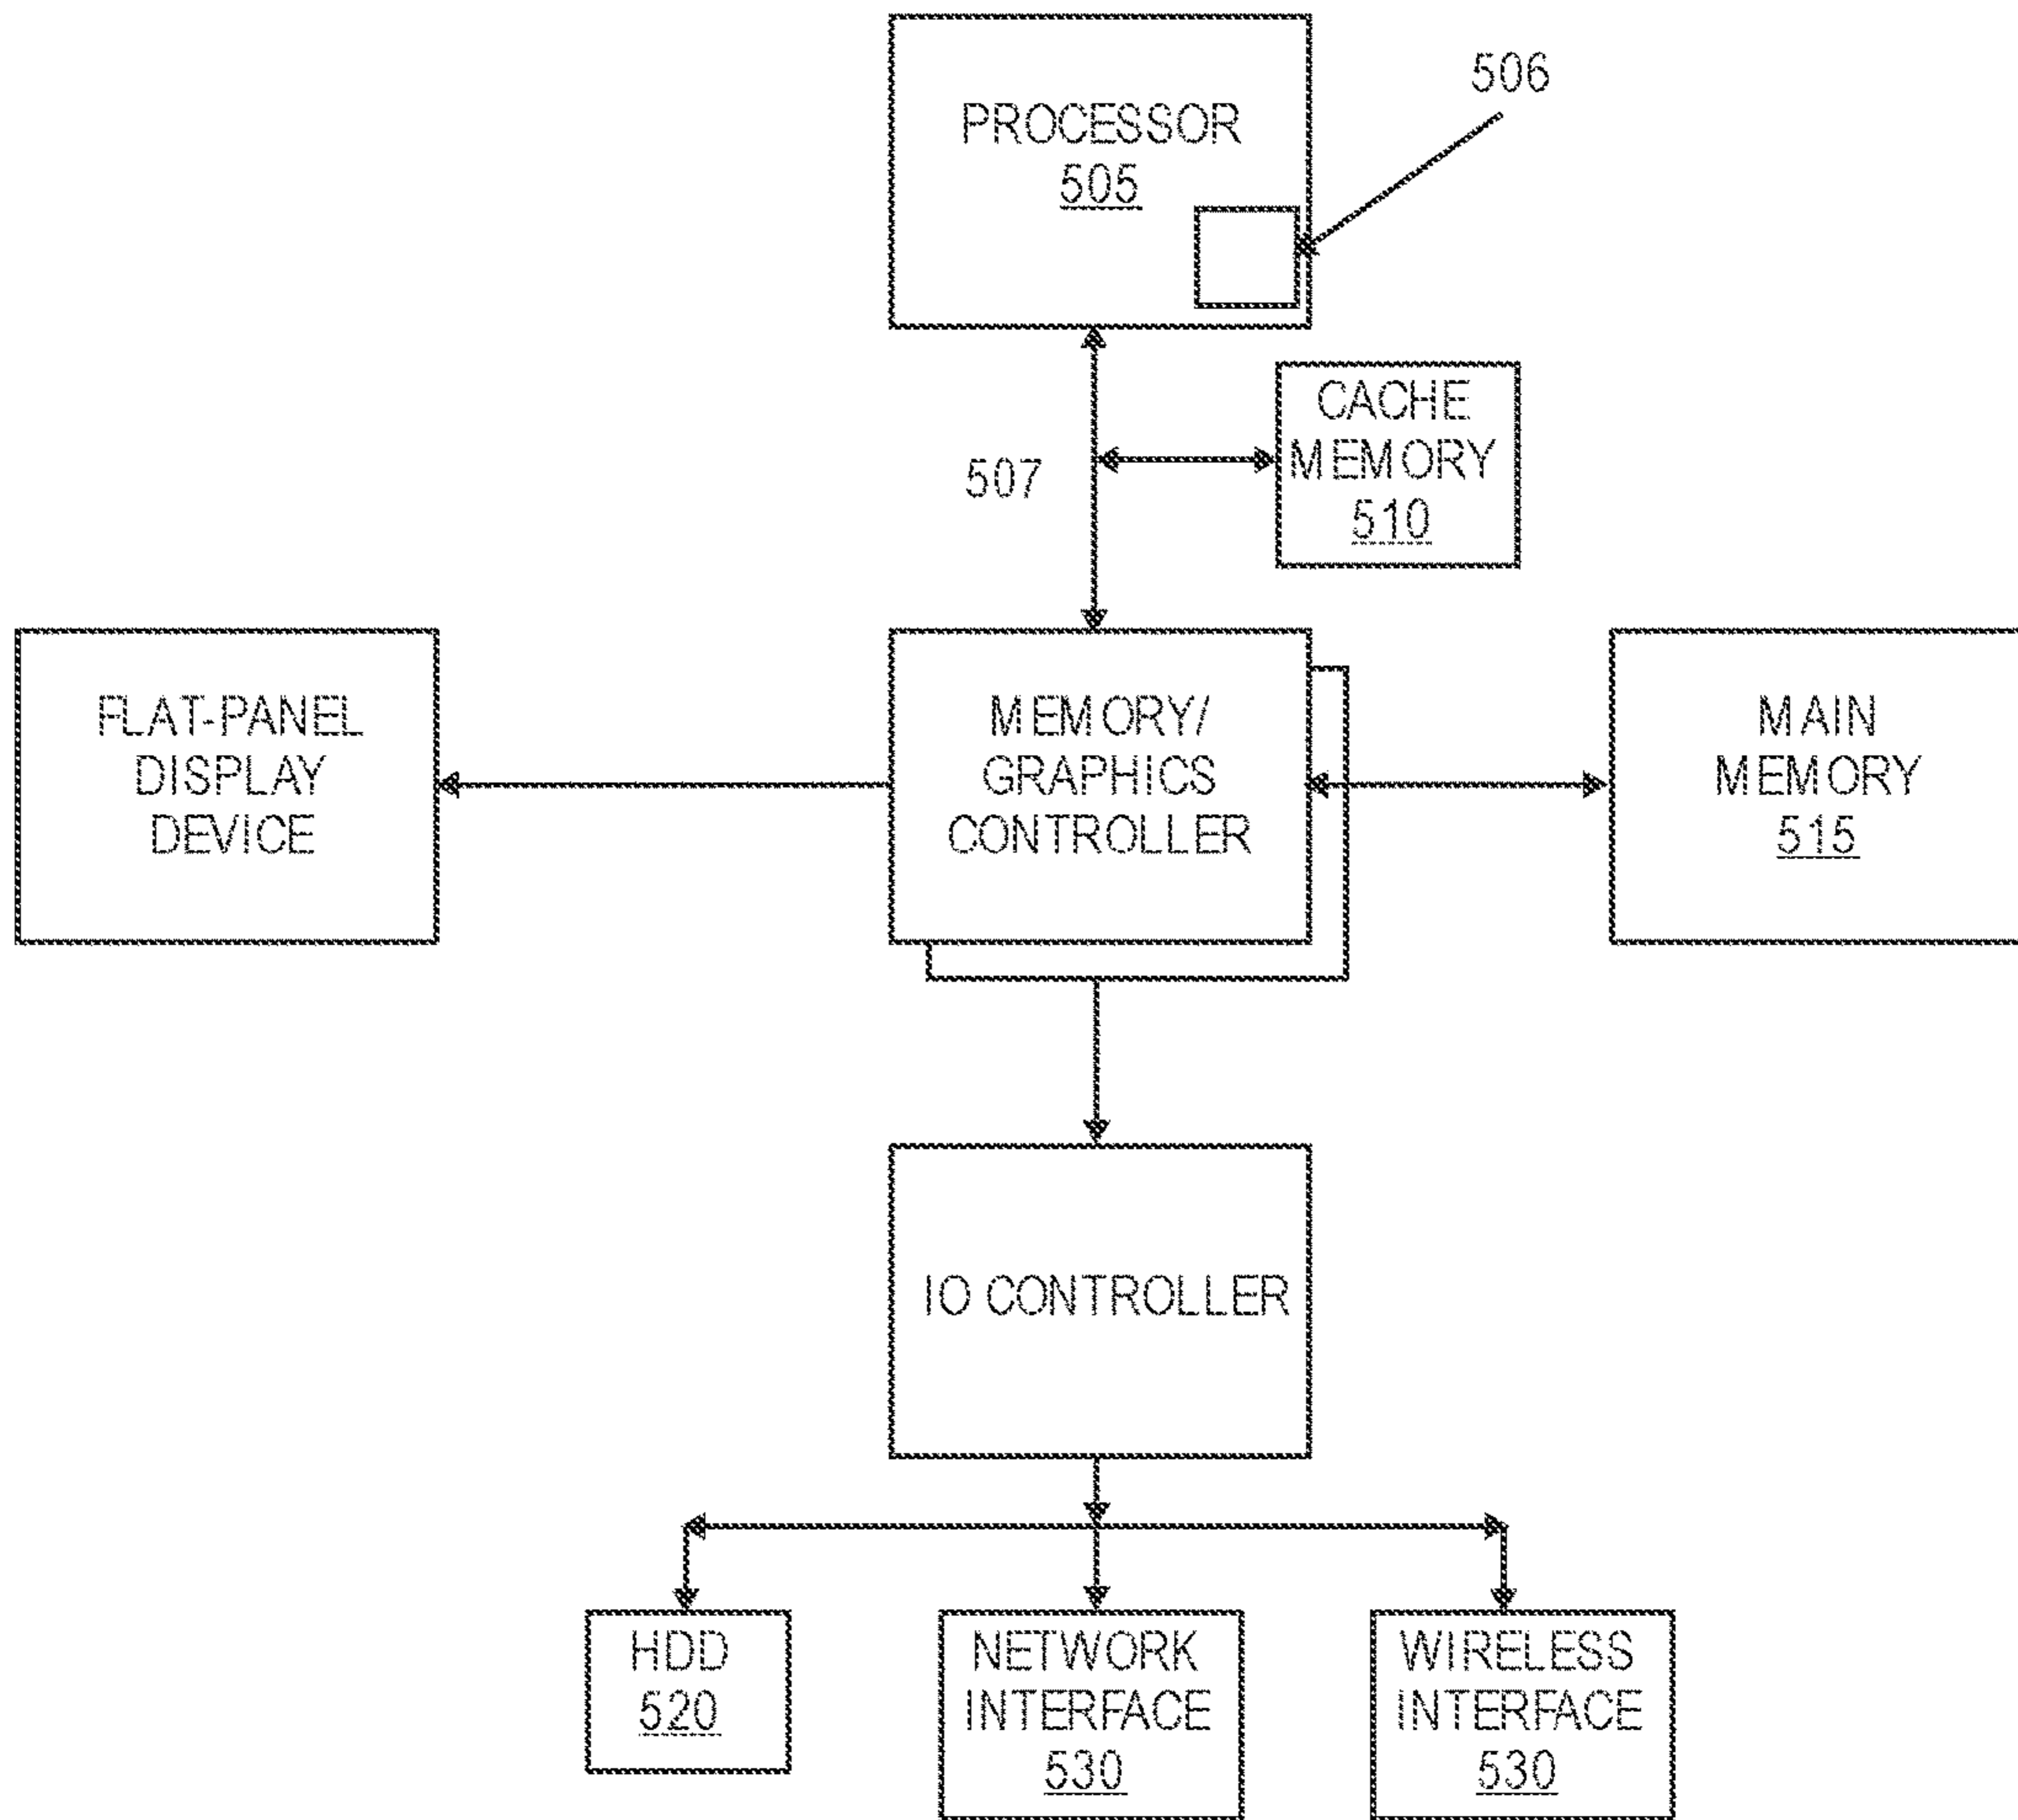 PROCESSOR
505
506
507
CACHE
MEMORY
510
FLAT-PANEL
DISPLAY
DEVICE
MEMORY/
GRAPHICS
CONTROLLER
MAIN
MEMORY
515
IO CONTROLLER
HDD
520
NETWORK
INTERFACE
530
WIRELESS
INTERFACE
530